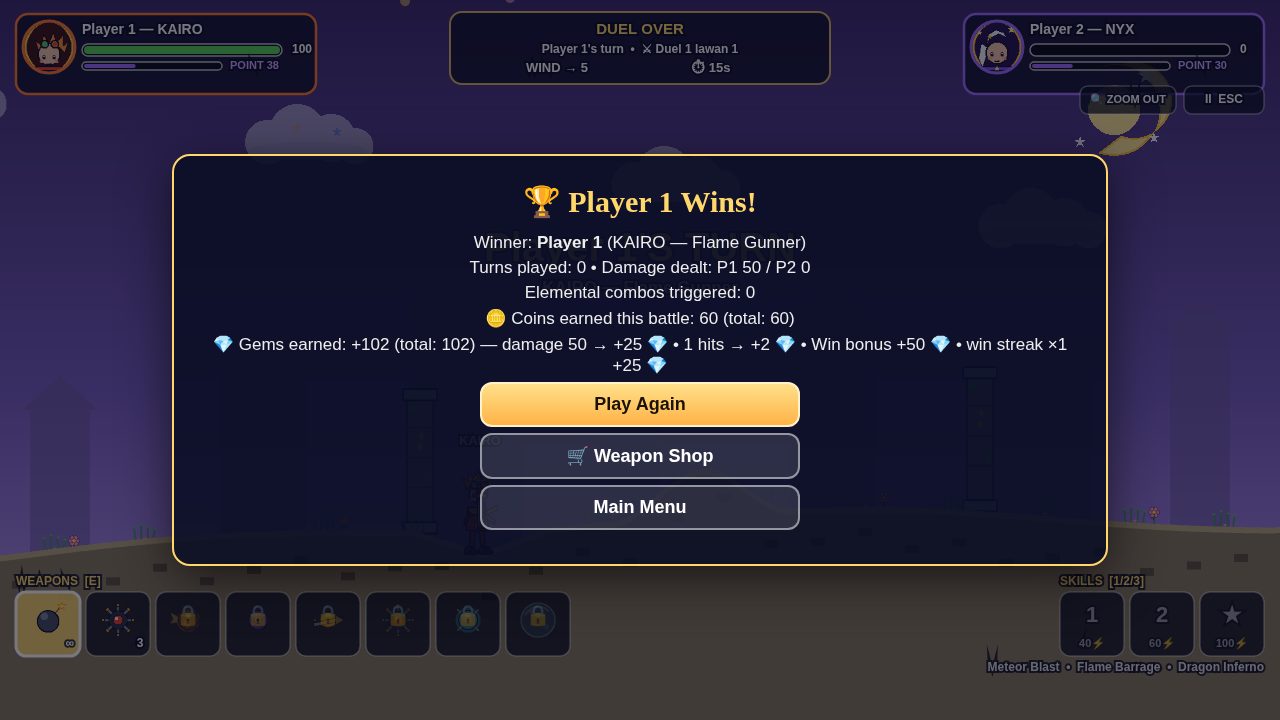 Player 1 — KAIRO
100
POINT 38
DUEL OVER
Player 1's turn • ⚔ Duel 1 lawan 1
WIND → 5
⏱ 15s
Player 2 — NYX
0
POINT 30
🔍 ZOOM OUT
⏸ ESC
🏆 Player 1 Wins!
Winner: Player 1 (KAIRO — Flame Gunner)
Turns played: 0 • Damage dealt: P1 50 / P2 0
Elemental combos triggered: 0
🪙 Coins earned this battle: 60 (total: 60)
💎 Gems earned: +102 (total: 102) — damage 50 → +25 💎 • 1 hits → +2 💎 • Win bonus +50 💎 • win streak ×1
+25 💎
Play Again
🛒 Weapon Shop
Main Menu
KAIRO
WEAPONS [E]
∞
3
SKILLS [1/2/3]
1
40⚡
2
60⚡
★
100⚡
Meteor Blast • Flame Barrage • Dragon Inferno